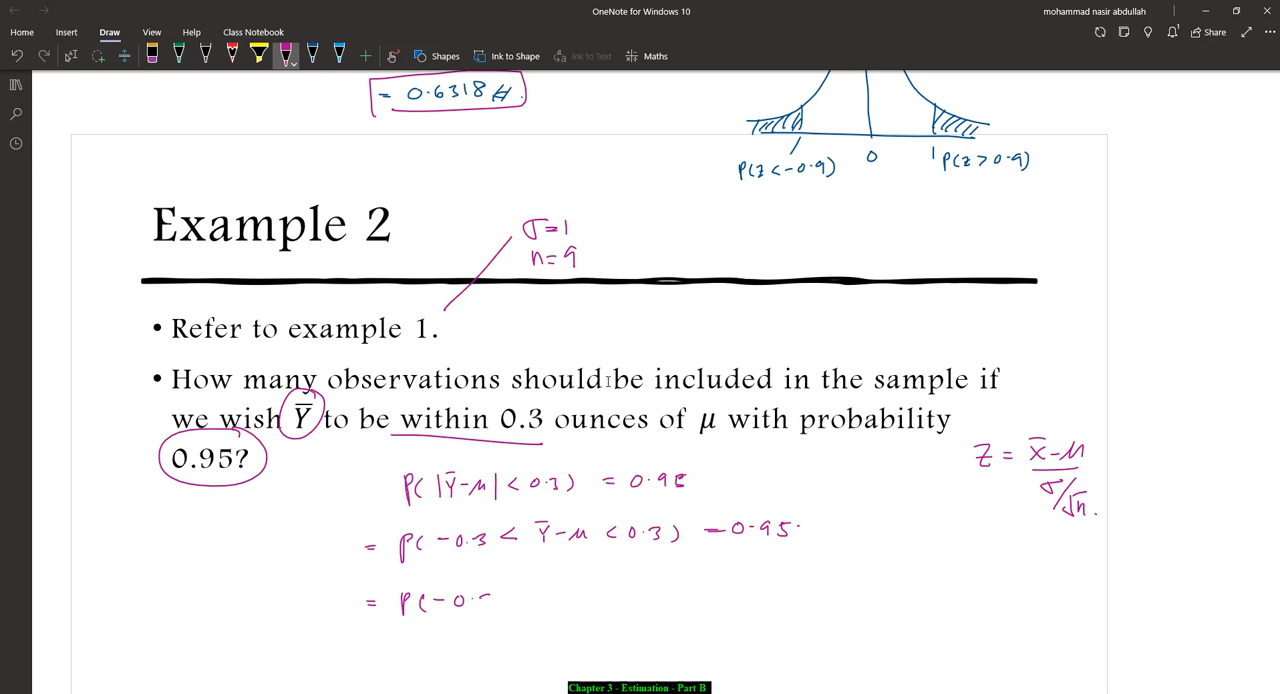 OneNote for Windows 10
mohammad nasir abdullah
Home Insert Draw View Help Class Notebook
Share
Shapes Ink to Shape Ink to Text Maths
= 0.6318 #.
P(Z < -0.9) 0 1 P(Z > 0.9)
Example 2
σ=1
n=9
• Refer to example 1.
• How many observations should be included in the sample if
we wish Ȳ to be within 0.3 ounces of μ with probability
0.95?
Z = x̄-μ
σ/√n.
P( |Ȳ-μ| < 0.3 ) = 0.95
= P( -0.3 < Ȳ-μ < 0.3 ) = 0.95.
= P( -0.
Chapter 3 - Estimation - Part B